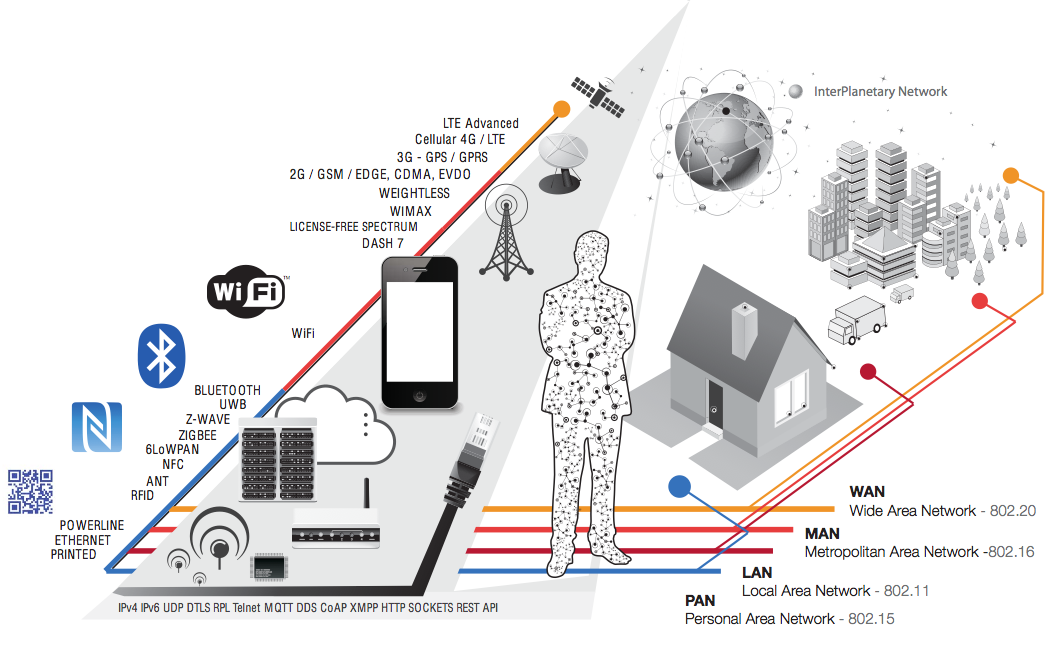 InterPlanetary Network
LTE Advanced
Cellular 4G / LTE
3G - GPS / GPRS
2G / GSM / EDGE, CDMA, EVDO
WEIGHTLESS
WIMAX
LICENSE-FREE SPECTRUM
DASH 7
Wi Fi TM
WiFi
BLUETOOTH
UWB
Z-WAVE
ZIGBEE
6LoWPAN
NFC
ANT
RFID
POWERLINE
ETHERNET
PRINTED
WAN
Wide Area Network - 802.20
MAN
Metropolitan Area Network -802.16
LAN
Local Area Network - 802.11
PAN
Personal Area Network - 802.15
IPv4 IPv6 UDP DTLS RPL Telnet MQTT DDS CoAP XMPP HTTP SOCKETS REST API